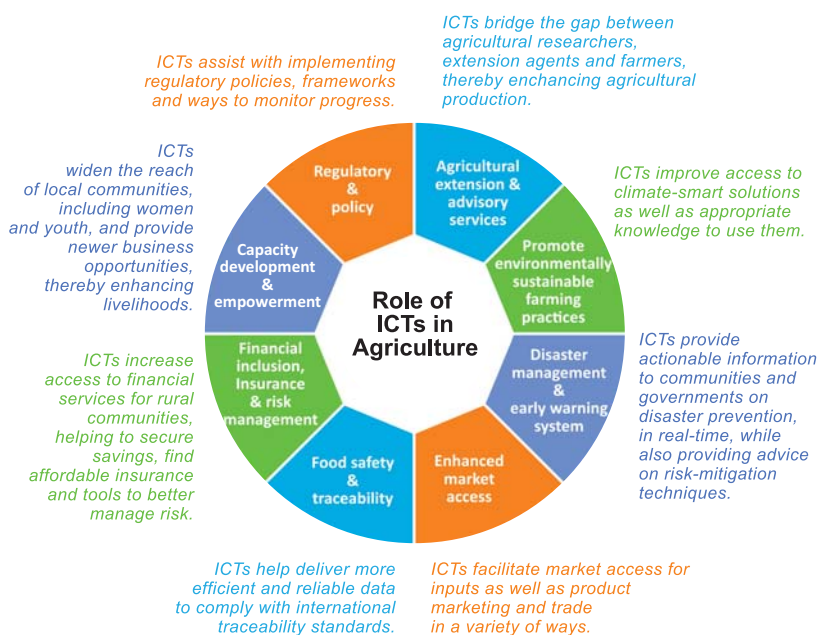 ICTs bridge the gap between
agricultural researchers,
extension agents and farmers,
thereby enchancing agricultural
production.
ICTs assist with implementing
regulatory policies, frameworks
and ways to monitor progress.
ICTs
widen the reach
of local communities,
including women
and youth, and provide
newer business
opportunities,
thereby enhancing
livelihoods.
ICTs improve access to
climate-smart solutions
as well as appropriate
knowledge to use them.
Regulatory
&
policy
Agricultural
extension &
advisory
services
Capacity
development
&
empowerment
Promote
environmentally
sustainable
farming
practices
Role of
ICTs in
Agriculture
Financial
inclusion,
Insurance
& risk
management
Disaster
management
&
early warning
system
Food safety
&
traceability
Enhanced
market
access
ICTs increase
access to financial
services for rural
communities,
helping to secure
savings, find
affordable insurance
and tools to better
manage risk.
ICTs provide
actionable information
to communities and
governments on
disaster prevention,
in real-time, while
also providing advice
on risk-mitigation
techniques.
ICTs help deliver more
efficient and reliable data
to comply with international
traceability standards.
ICTs facilitate market access for
inputs as well as product
marketing and trade
in a variety of ways.